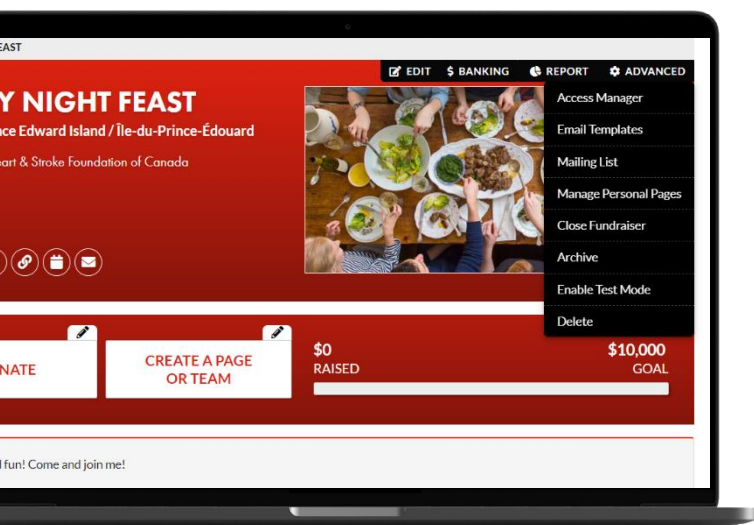 EAST
EDIT $ BANKING REPORT ADVANCED
Y NIGHT FEAST
nce Edward Island / Île-du-Prince-Édouard
eart & Stroke Foundation of Canada
Access Manager
Email Templates
Mailing List
Manage Personal Pages
Close Fundraiser
Archive
Enable Test Mode
Delete
NATE
CREATE A PAGE
OR TEAM
$0
RAISED
$10,000
GOAL
fun! Come and join me!